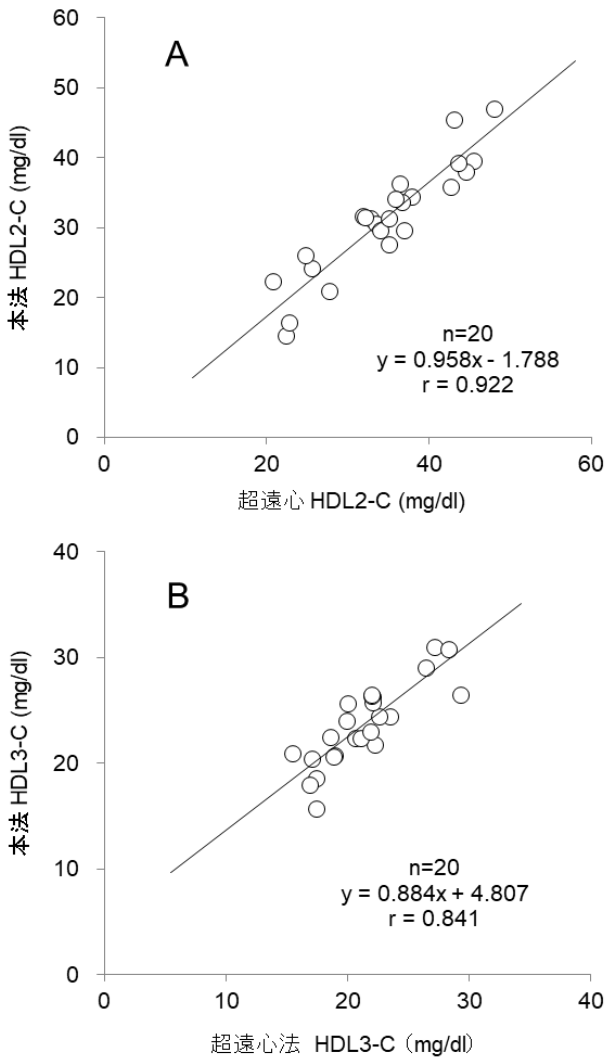 A
60
50
40
30
20
10
0
本法 HDL2-C (mg/dl)
n=20
y = 0.958x - 1.788
r = 0.922
0 20 40 60
超遠心 HDL2-C (mg/dl)
B
40
30
20
10
0
本法 HDL3-C (mg/dl)
n=20
y = 0.884x + 4.807
r = 0.841
0 10 20 30 40
超遠心法 HDL3-C（mg/dl）